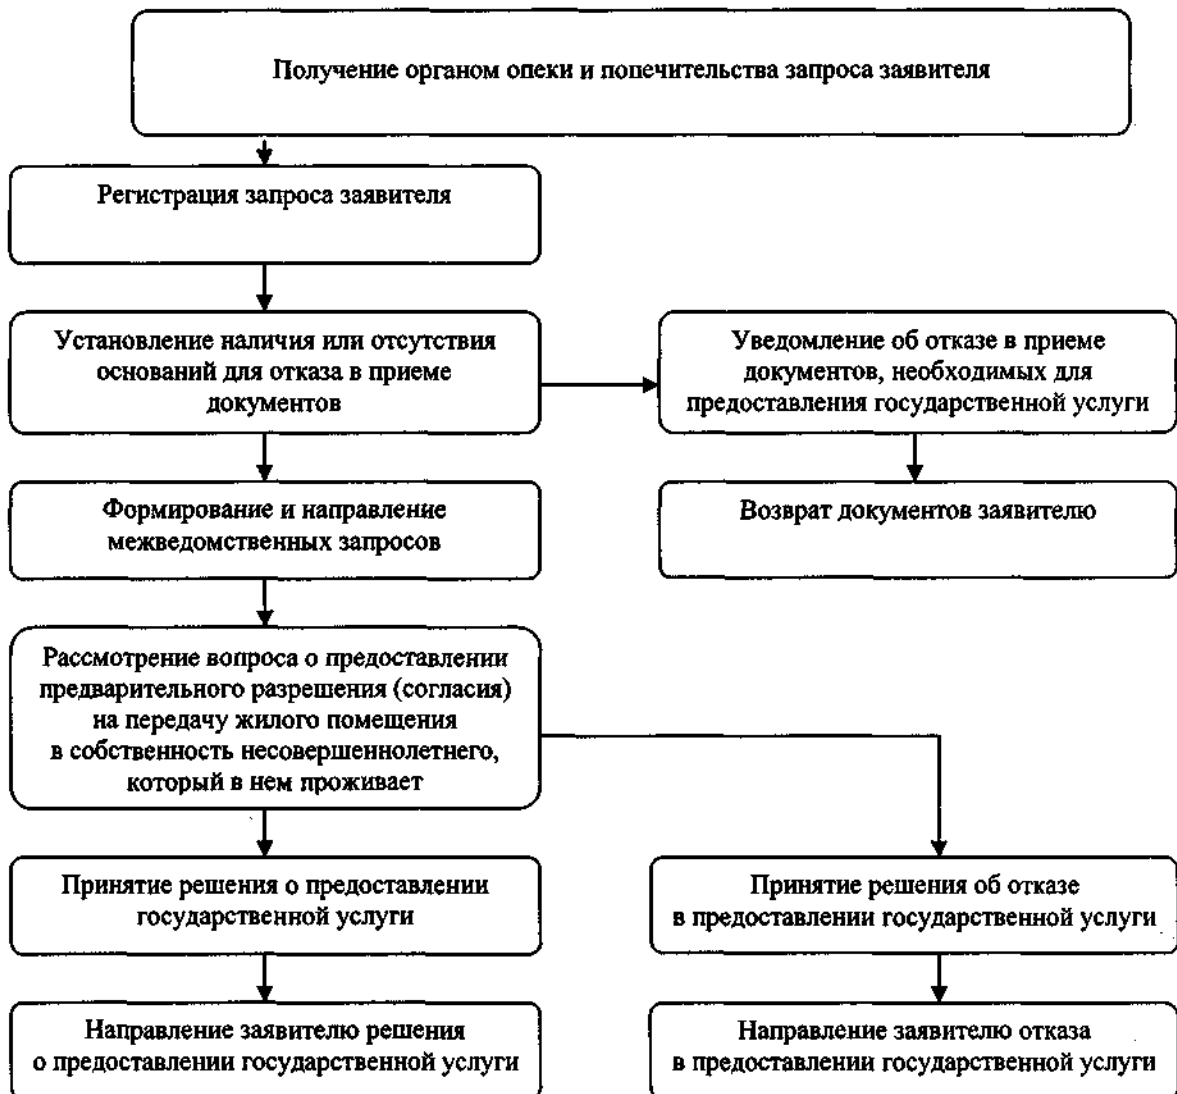 Получение органом опеки и попечительства запроса заявителя
Регистрация запроса заявителя
Установление наличия или отсутствия
оснований для отказа в приеме
документов
Уведомление об отказе в приеме
документов, необходимых для
предоставления государственной услуги
Формирование и направление
межведомственных запросов
Возврат документов заявителю
Рассмотрение вопроса о предоставлении
предварительного разрешения (согласия)
на передачу жилого помещения
в собственность несовершеннолетнего,
который в нем проживает
Принятие решения о предоставлении
государственной услуги
Принятие решения об отказе
в предоставлении государственной услуги
Направление заявителю решения
о предоставлении государственной услуги
Направление заявителю отказа
в предоставлении государственной услуги